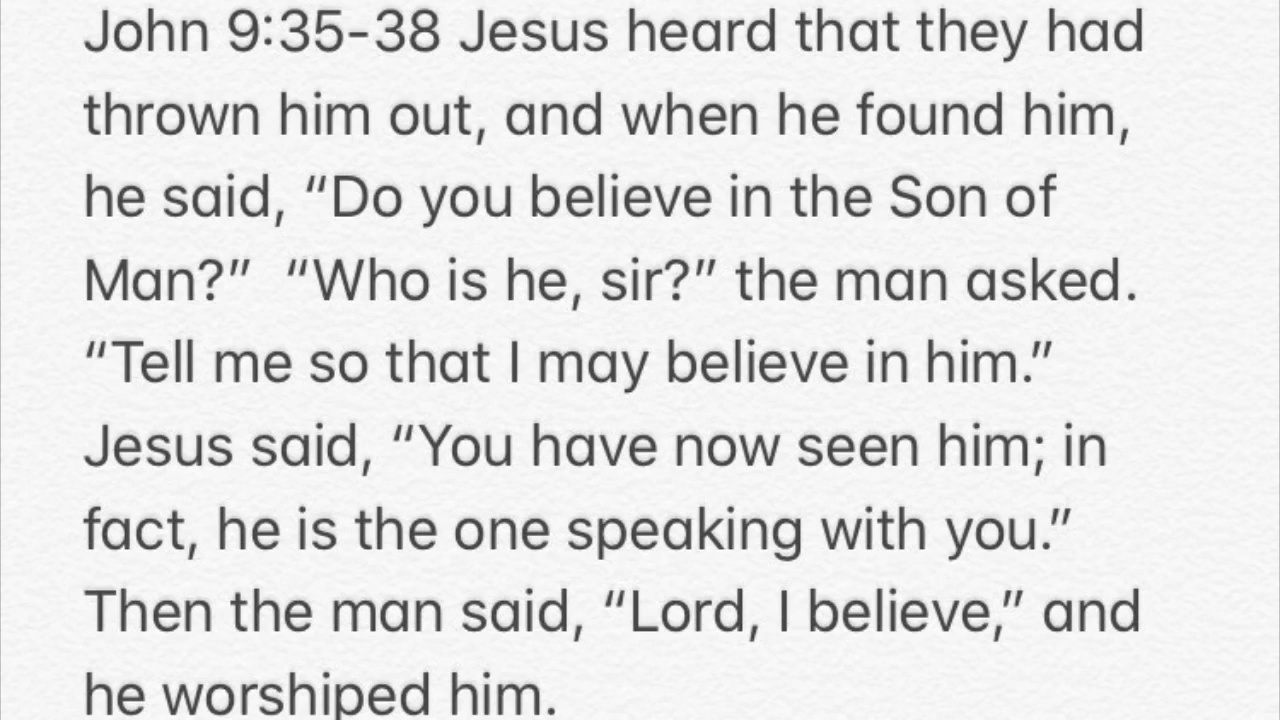 John 9:35-38 Jesus heard that they had
thrown him out, and when he found him,
he said, “Do you believe in the Son of
Man?”  “Who is he, sir?” the man asked.
“Tell me so that I may believe in him.”
Jesus said, “You have now seen him; in
fact, he is the one speaking with you.”
Then the man said, “Lord, I believe,” and
he worshiped him.